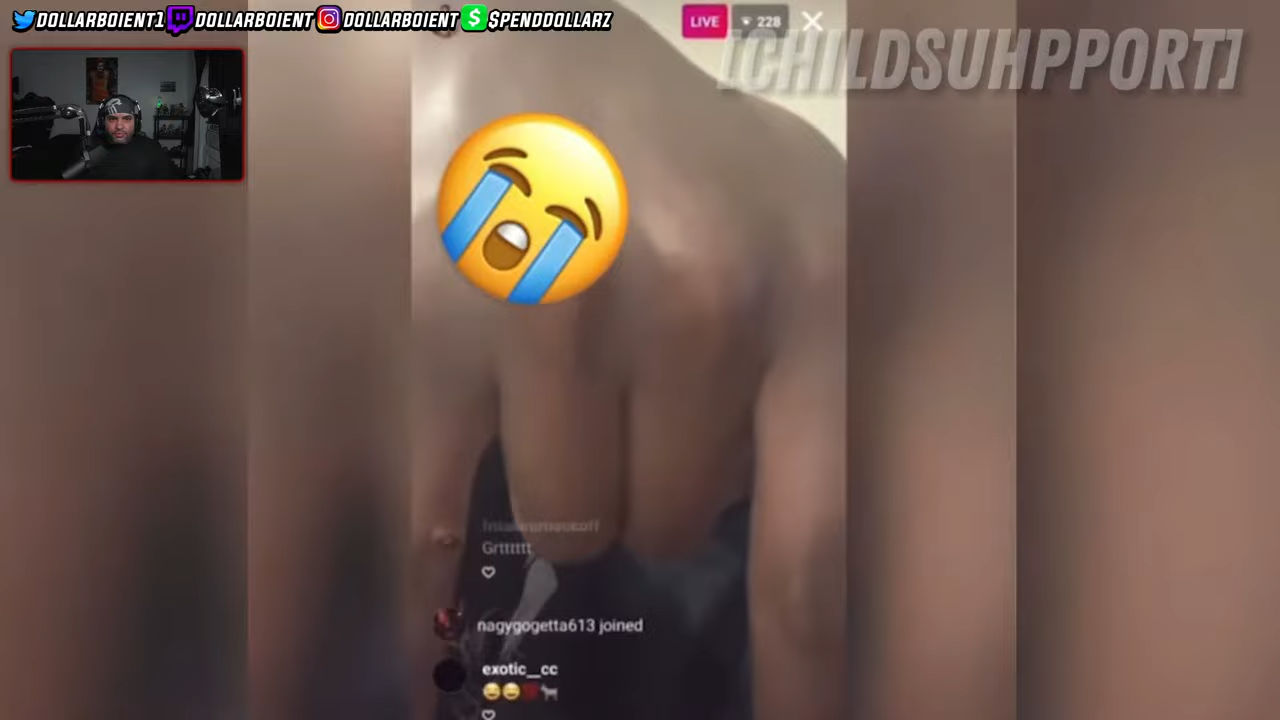 DOLLARBOIENT1 DOLLARBOIENT DOLLARBOIENT $PENDDOLLARZ
LIVE 228
[CHILDSUHPPORT]
Grttttt
nagygogetta613 joined
exotic__cc